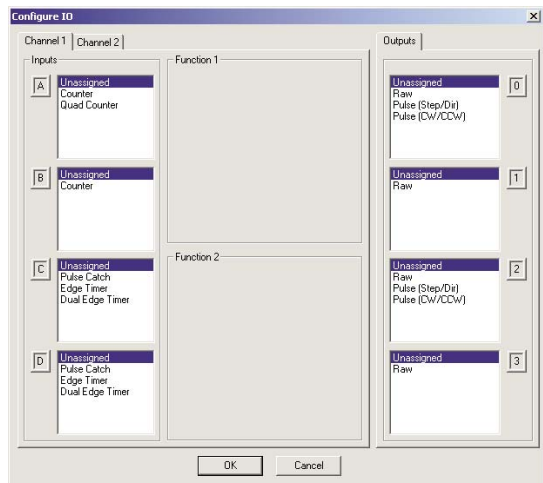 Configure IO
Channel 1
Channel 2
Outputs
Inputs
A
Unassigned
Counter
Quad Counter
B
Unassigned
Counter
C
Unassigned
Pulse Catch
Edge Timer
Dual Edge Timer
D
Unassigned
Pulse Catch
Edge Timer
Dual Edge Timer
Function 1
Function 2
Unassigned
Raw
Pulse (Step/Dir)
Pulse (CW/CCW)
0
Unassigned
Raw
1
Unassigned
Raw
Pulse (Step/Dir)
Pulse (CW/CCW)
2
Unassigned
Raw
3
OK
Cancel